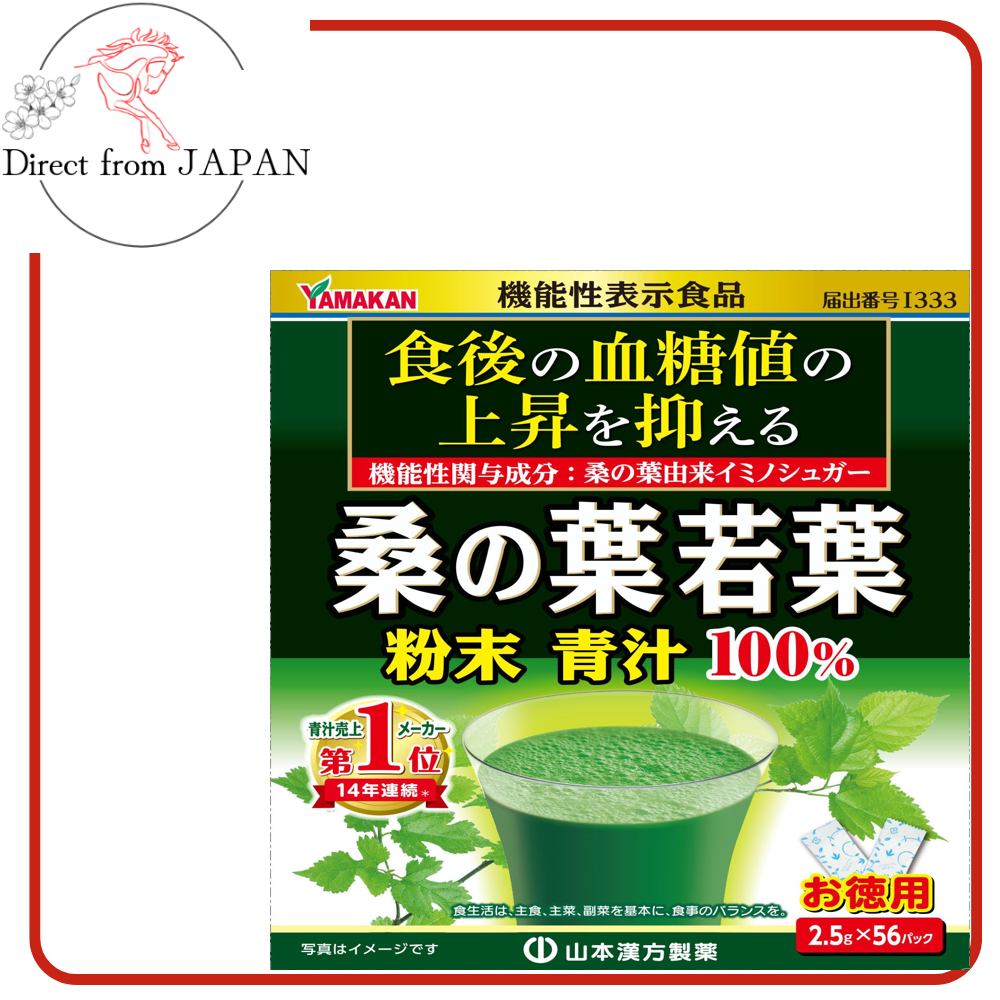 Direct from JAPAN
YAMAKAN
機能性表示食品
届出番号I333
食後の血糖値の
上昇を抑える
機能性関与成分：桑の葉由来イミノシュガー
桑の葉若葉
粉末 青汁 100%
青汁売上 メーカー
第1位
14年連続*
お徳用
2.5g×56パック
食生活は、主食、主菜、副菜を基本に、食事のバランスを。
写真はイメージです
山本漢方製薬